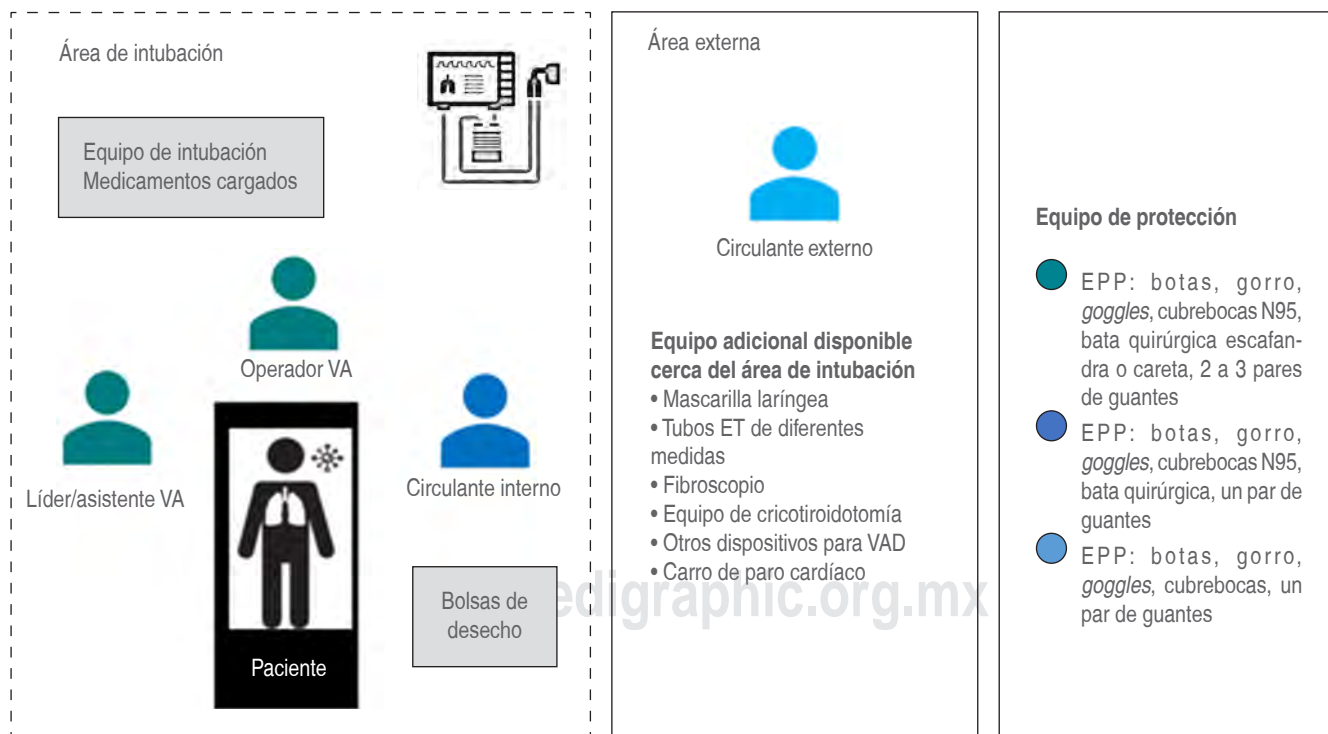 Área de intubación
Equipo de intubación
Medicamentos cargados
Operador VA
Líder/asistente VA
Circulante interno
Bolsas de
desecho
Paciente
Área externa
Circulante externo
Equipo adicional disponible
cerca del área de intubación
• Mascarilla laríngea
• Tubos ET de diferentes
medidas
• Fibroscopio
• Equipo de cricotiroidotomía
• Otros dispositivos para VAD
• Carro de paro cardíaco
edigraphic.org.mx
Equipo de protección
EPP: botas, gorro,
goggles, cubrebocas N95,
bata quirúrgica escafan-
dra o careta, 2 a 3 pares
de guantes
EPP: botas, gorro,
goggles, cubrebocas N95,
bata quirúrgica, un par de
guantes
EPP: botas, gorro,
goggles, cubrebocas, un
par de guantes